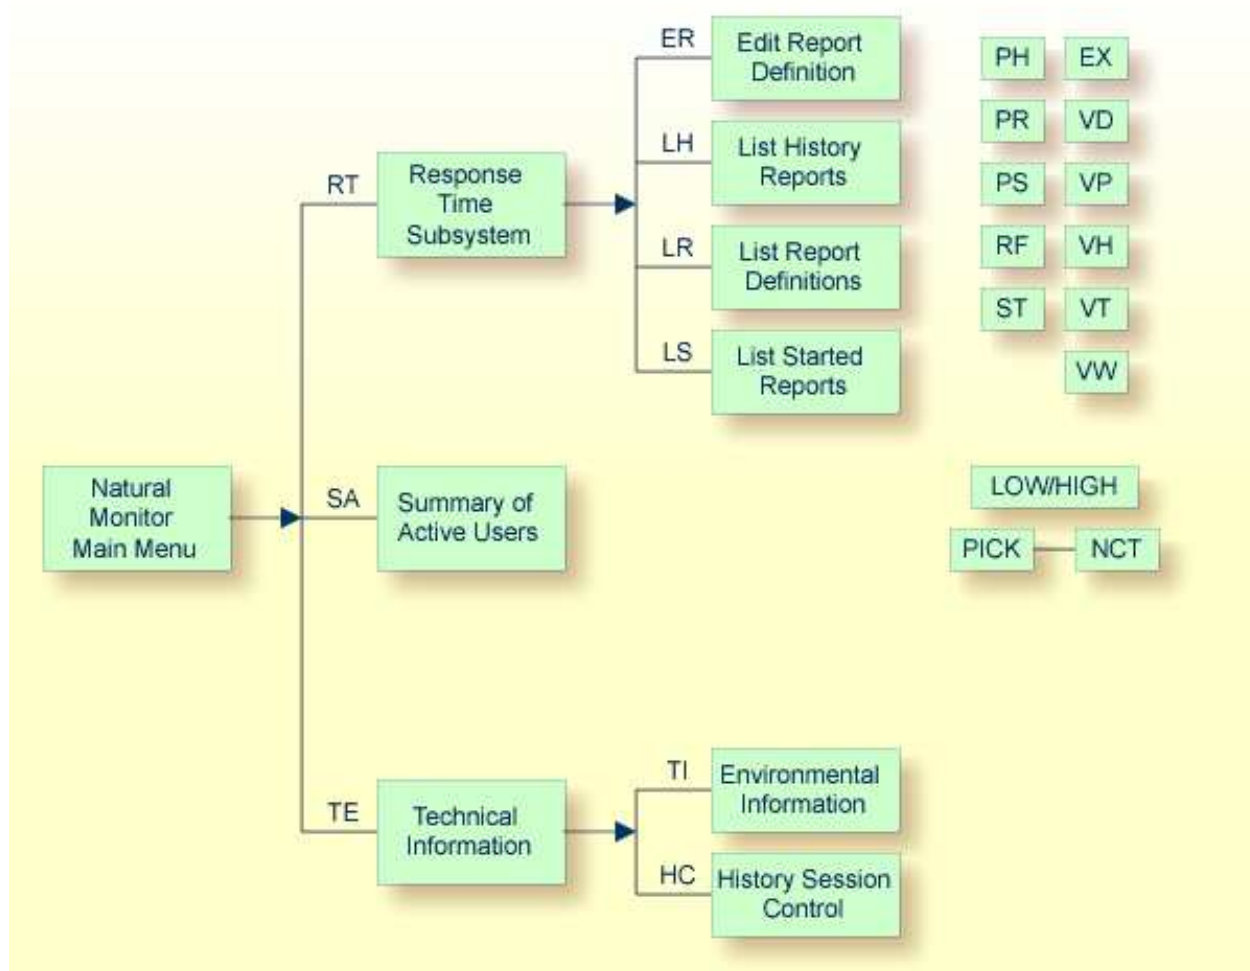 ER
Edit Report
Definition
PH
EX
PR
VD
LH
List History
Reports
RT
Response
Time
Subsystem
PS
VP
LR
List Report
Definitions
RF
VH
ST
VT
LS
List Started
Reports
VW
Natural
Monitor
Main Menu
SA
Summary of
Active Users
LOW/HIGH
PICK
NCT
TE
Technical
Information
TI
Environmental
Information
HC
History Session
Control